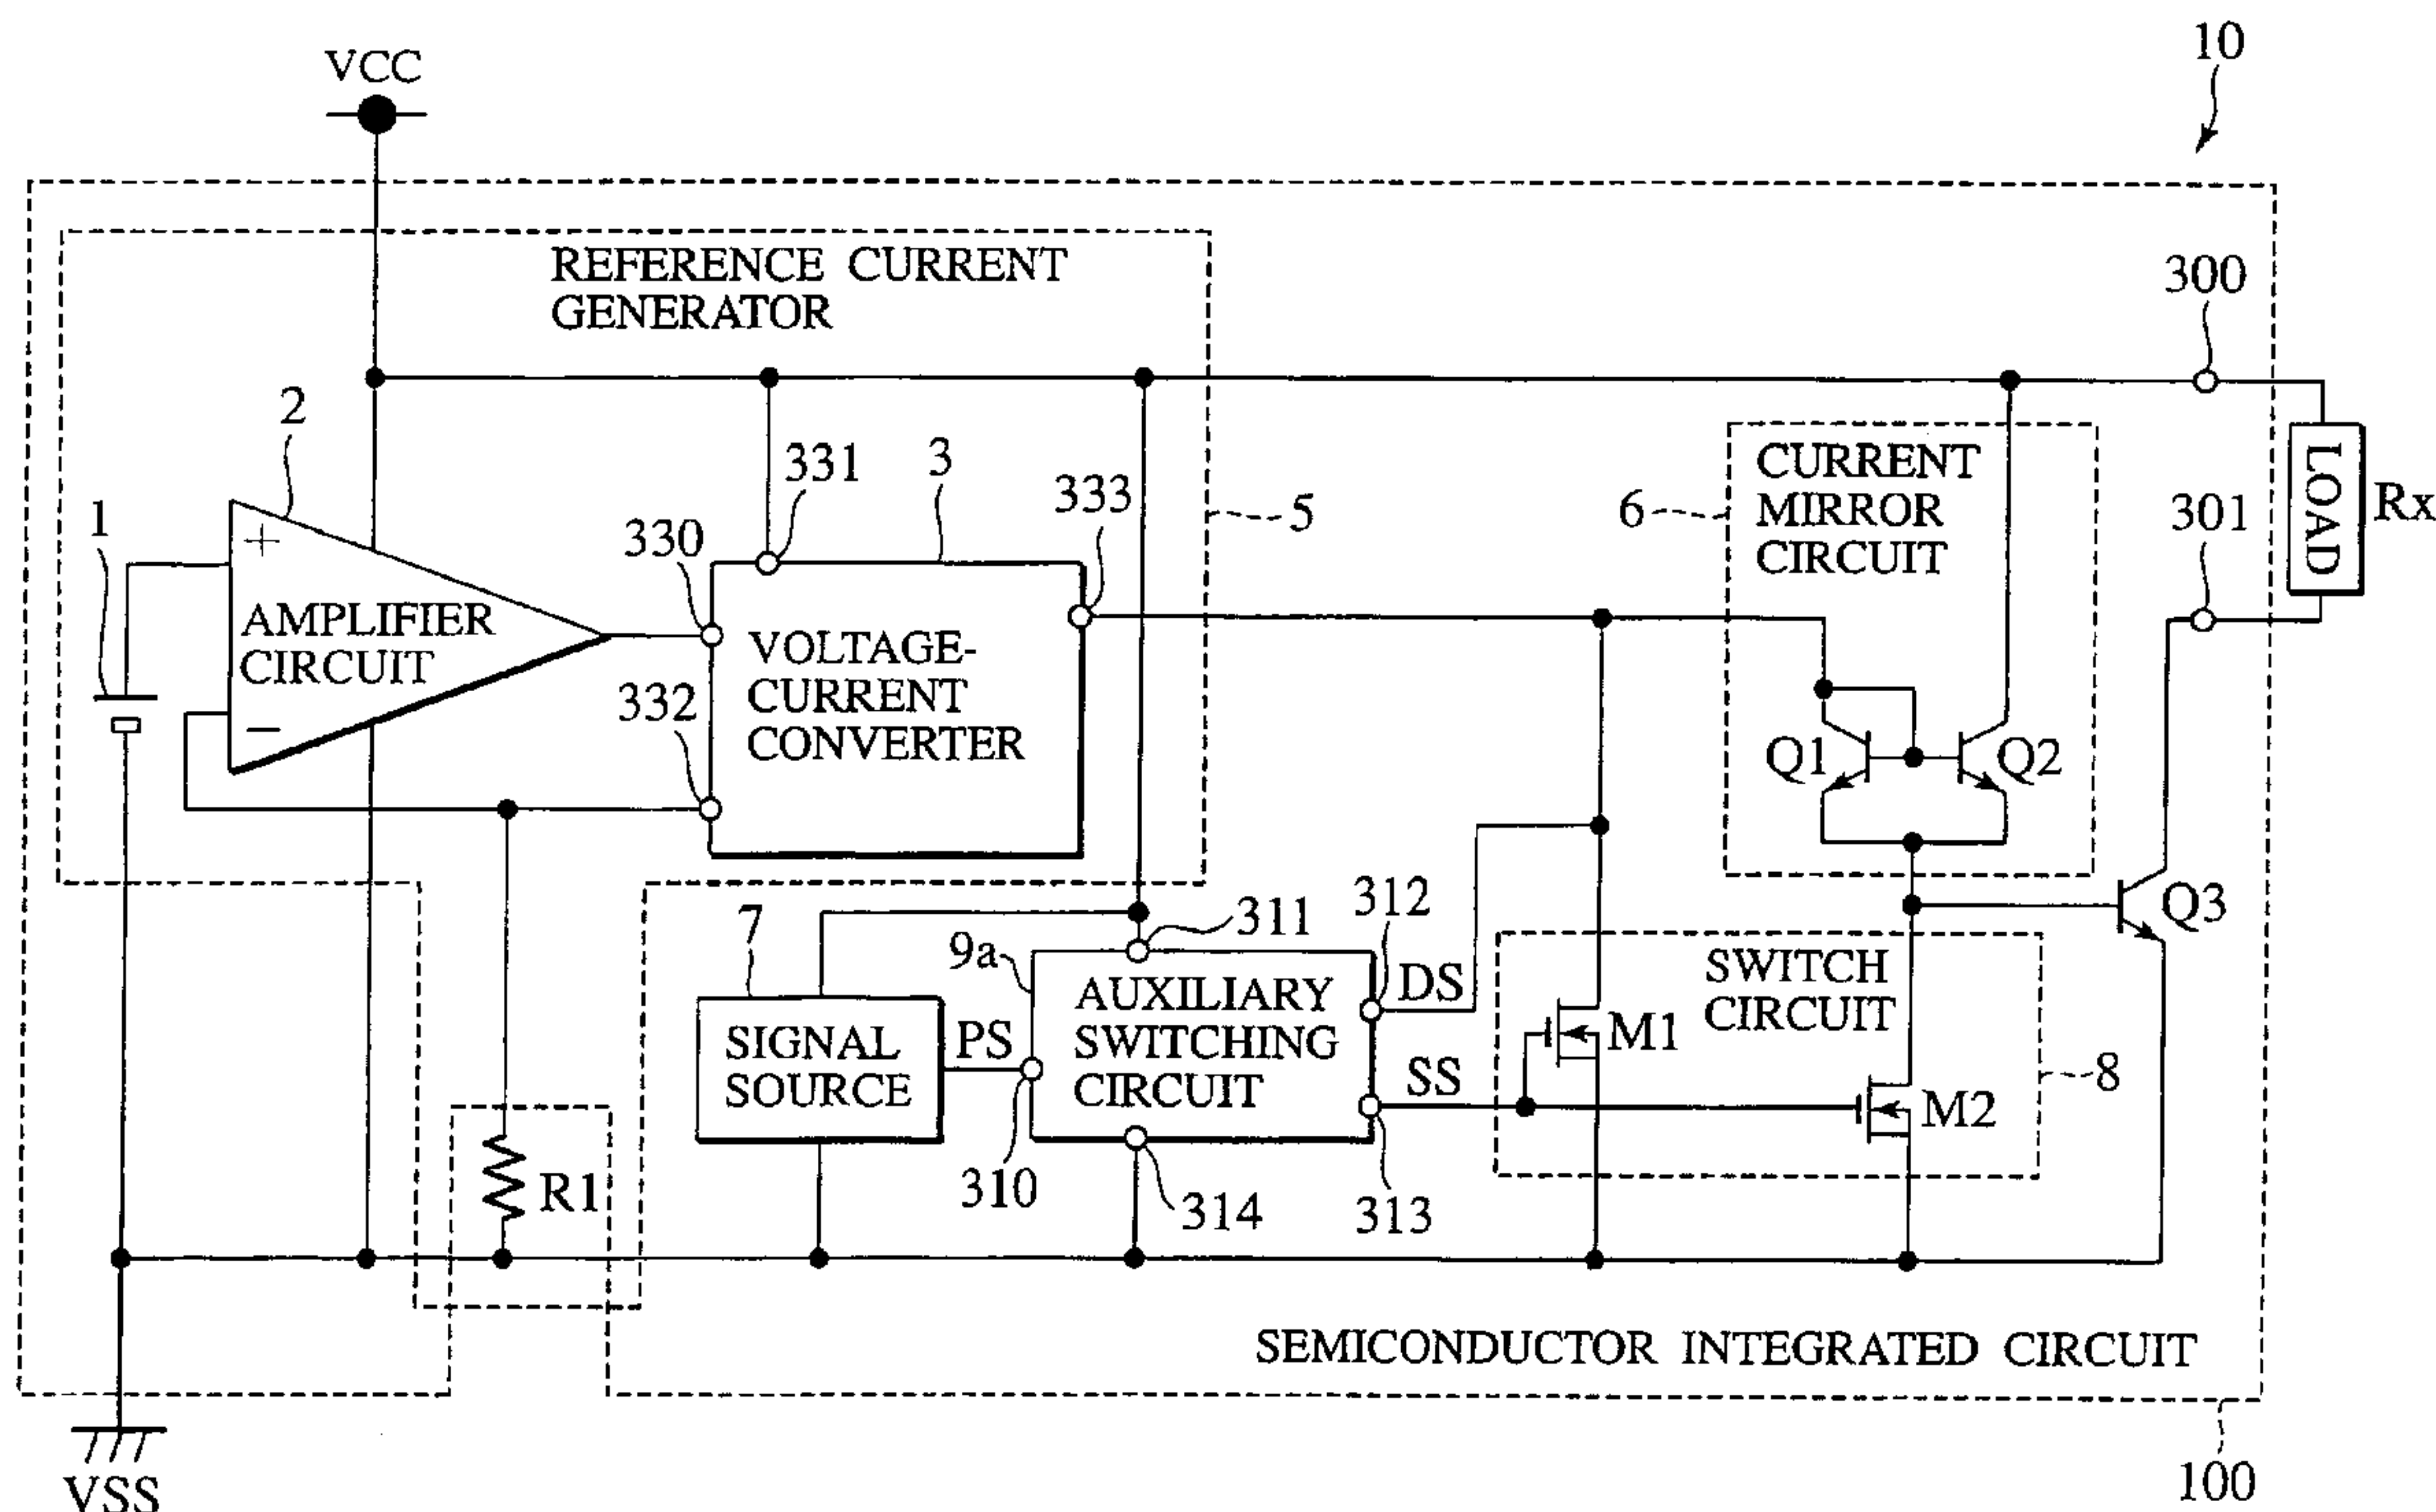 10
VCC
REFERENCE CURRENT
GENERATOR
300
2
331
3
333
5
CURRENT
MIRROR
CIRCUIT
6
LOAD
Rx
1
+
330
301
AMPLIFIER
CIRCUIT
VOLTAGE-
CURRENT
CONVERTER
332
−
Q1
Q2
7
9a
311
312
Q3
DS
SWITCH
CIRCUIT
SIGNAL
SOURCE
PS
AUXILIARY
SWITCHING
CIRCUIT
M1
SS
8
M2
R1
310
314
313
SEMICONDUCTOR INTEGRATED CIRCUIT
VSS
100